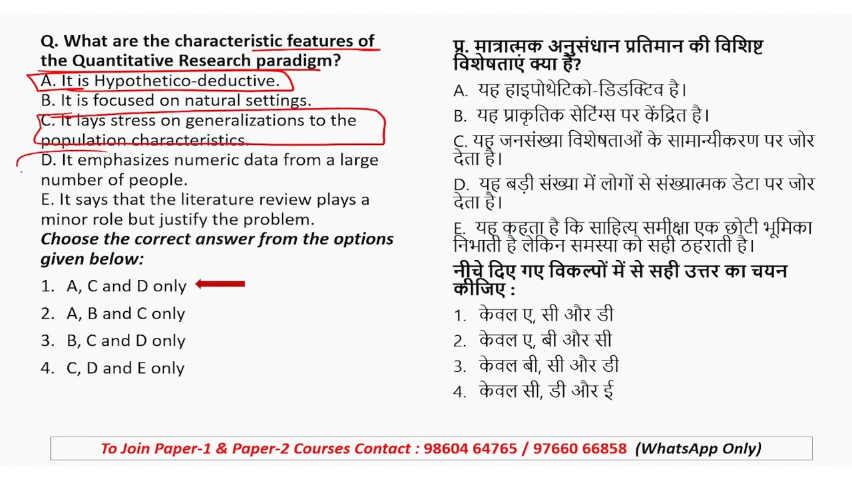 Q. What are the characteristic features of
the Quantitative Research paradigm?
A. It is Hypothetico-deductive.
B. It is focused on natural settings.
C. It lays stress on generalizations to the
population characteristics.
D. It emphasizes numeric data from a large
number of people.
E. It says that the literature review plays a
minor role but justify the problem.
Choose the correct answer from the options
given below:
1. A, C and D only
2. A, B and C only
3. B, C and D only
4. C, D and E only
प्र. मात्रात्मक अनुसंधान प्रतिमान की विशिष्ट
विशेषताएं क्या हैं?
A. यह हाइपोथेटिको-डिडक्टिव है।
B. यह प्राकृतिक सेटिंग्स पर केंद्रित है।
C. यह जनसंख्या विशेषताओं के सामान्यीकरण पर जोर
देता है।
D. यह बड़ी संख्या में लोगों से संख्यात्मक डेटा पर जोर
देता है।
E. यह कहता है कि साहित्य समीक्षा एक छोटी भूमिका
निभाती है लेकिन समस्या को सही ठहराती है।
नीचे दिए गए विकल्पों में से सही उत्तर का चयन
कीजिए :
1. केवल ए, सी और डी
2. केवल ए, बी और सी
3. केवल बी, सी और डी
4. केवल सी, डी और ई
To Join Paper-1 & Paper-2 Courses Contact : 98604 64765 / 97660 66858 (WhatsApp Only)